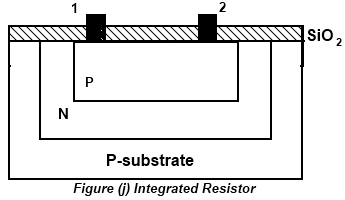 1 2
SiO2
P
N
P-substrate
Figure (j) Integrated Resistor